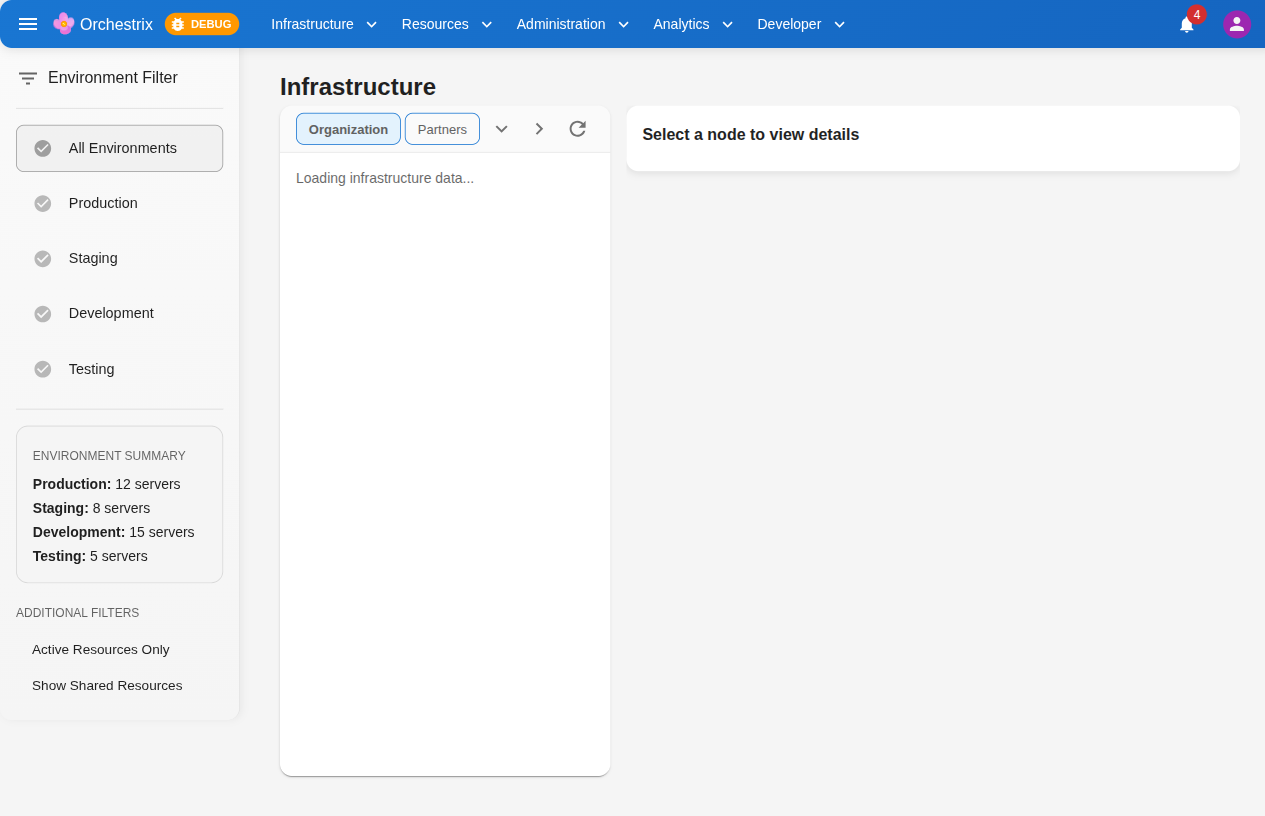 Orchestrix
DEBUG
Infrastructure
Resources
Administration
Analytics
Developer
4
Environment Filter
All Environments
Production
Staging
Development
Testing
ENVIRONMENT SUMMARY
Production: 12 servers
Staging: 8 servers
Development: 15 servers
Testing: 5 servers
ADDITIONAL FILTERS
Active Resources Only
Show Shared Resources
Infrastructure
Organization
Partners
Loading infrastructure data...
Select a node to view details